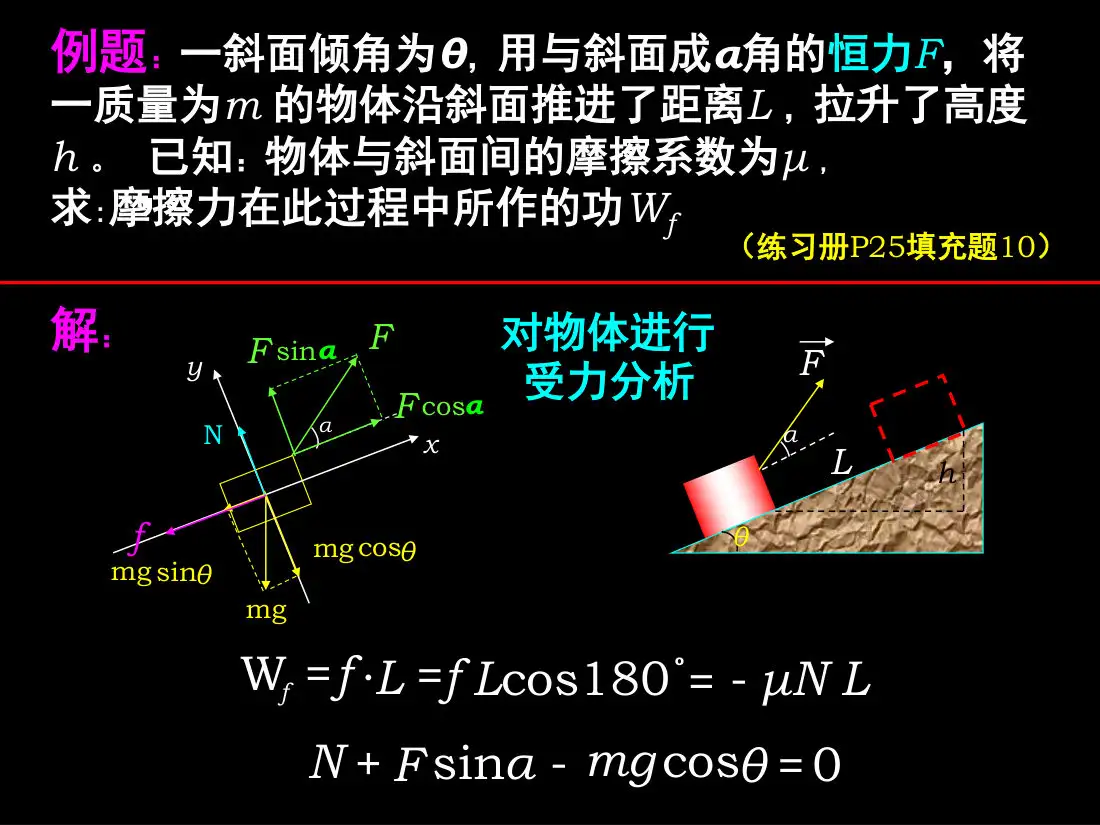 例题：一斜面倾角为θ，用与斜面成α角的恒力F，将
一质量为m 的物体沿斜面推进了距离L，拉升了高度
h 。 已知：物体与斜面间的摩擦系数为μ，
求:摩擦力在此过程中所作的功Wf
（练习册P25填充题10）
解：
对物体进行
受力分析
F sinα
F
y
F cosα
N
α
x
f
mg cosθ
mg sinθ
mg
F
α
L
h
θ
Wf =f·L =f Lcos180°= - μN L
N + F sinα - mg cosθ = 0